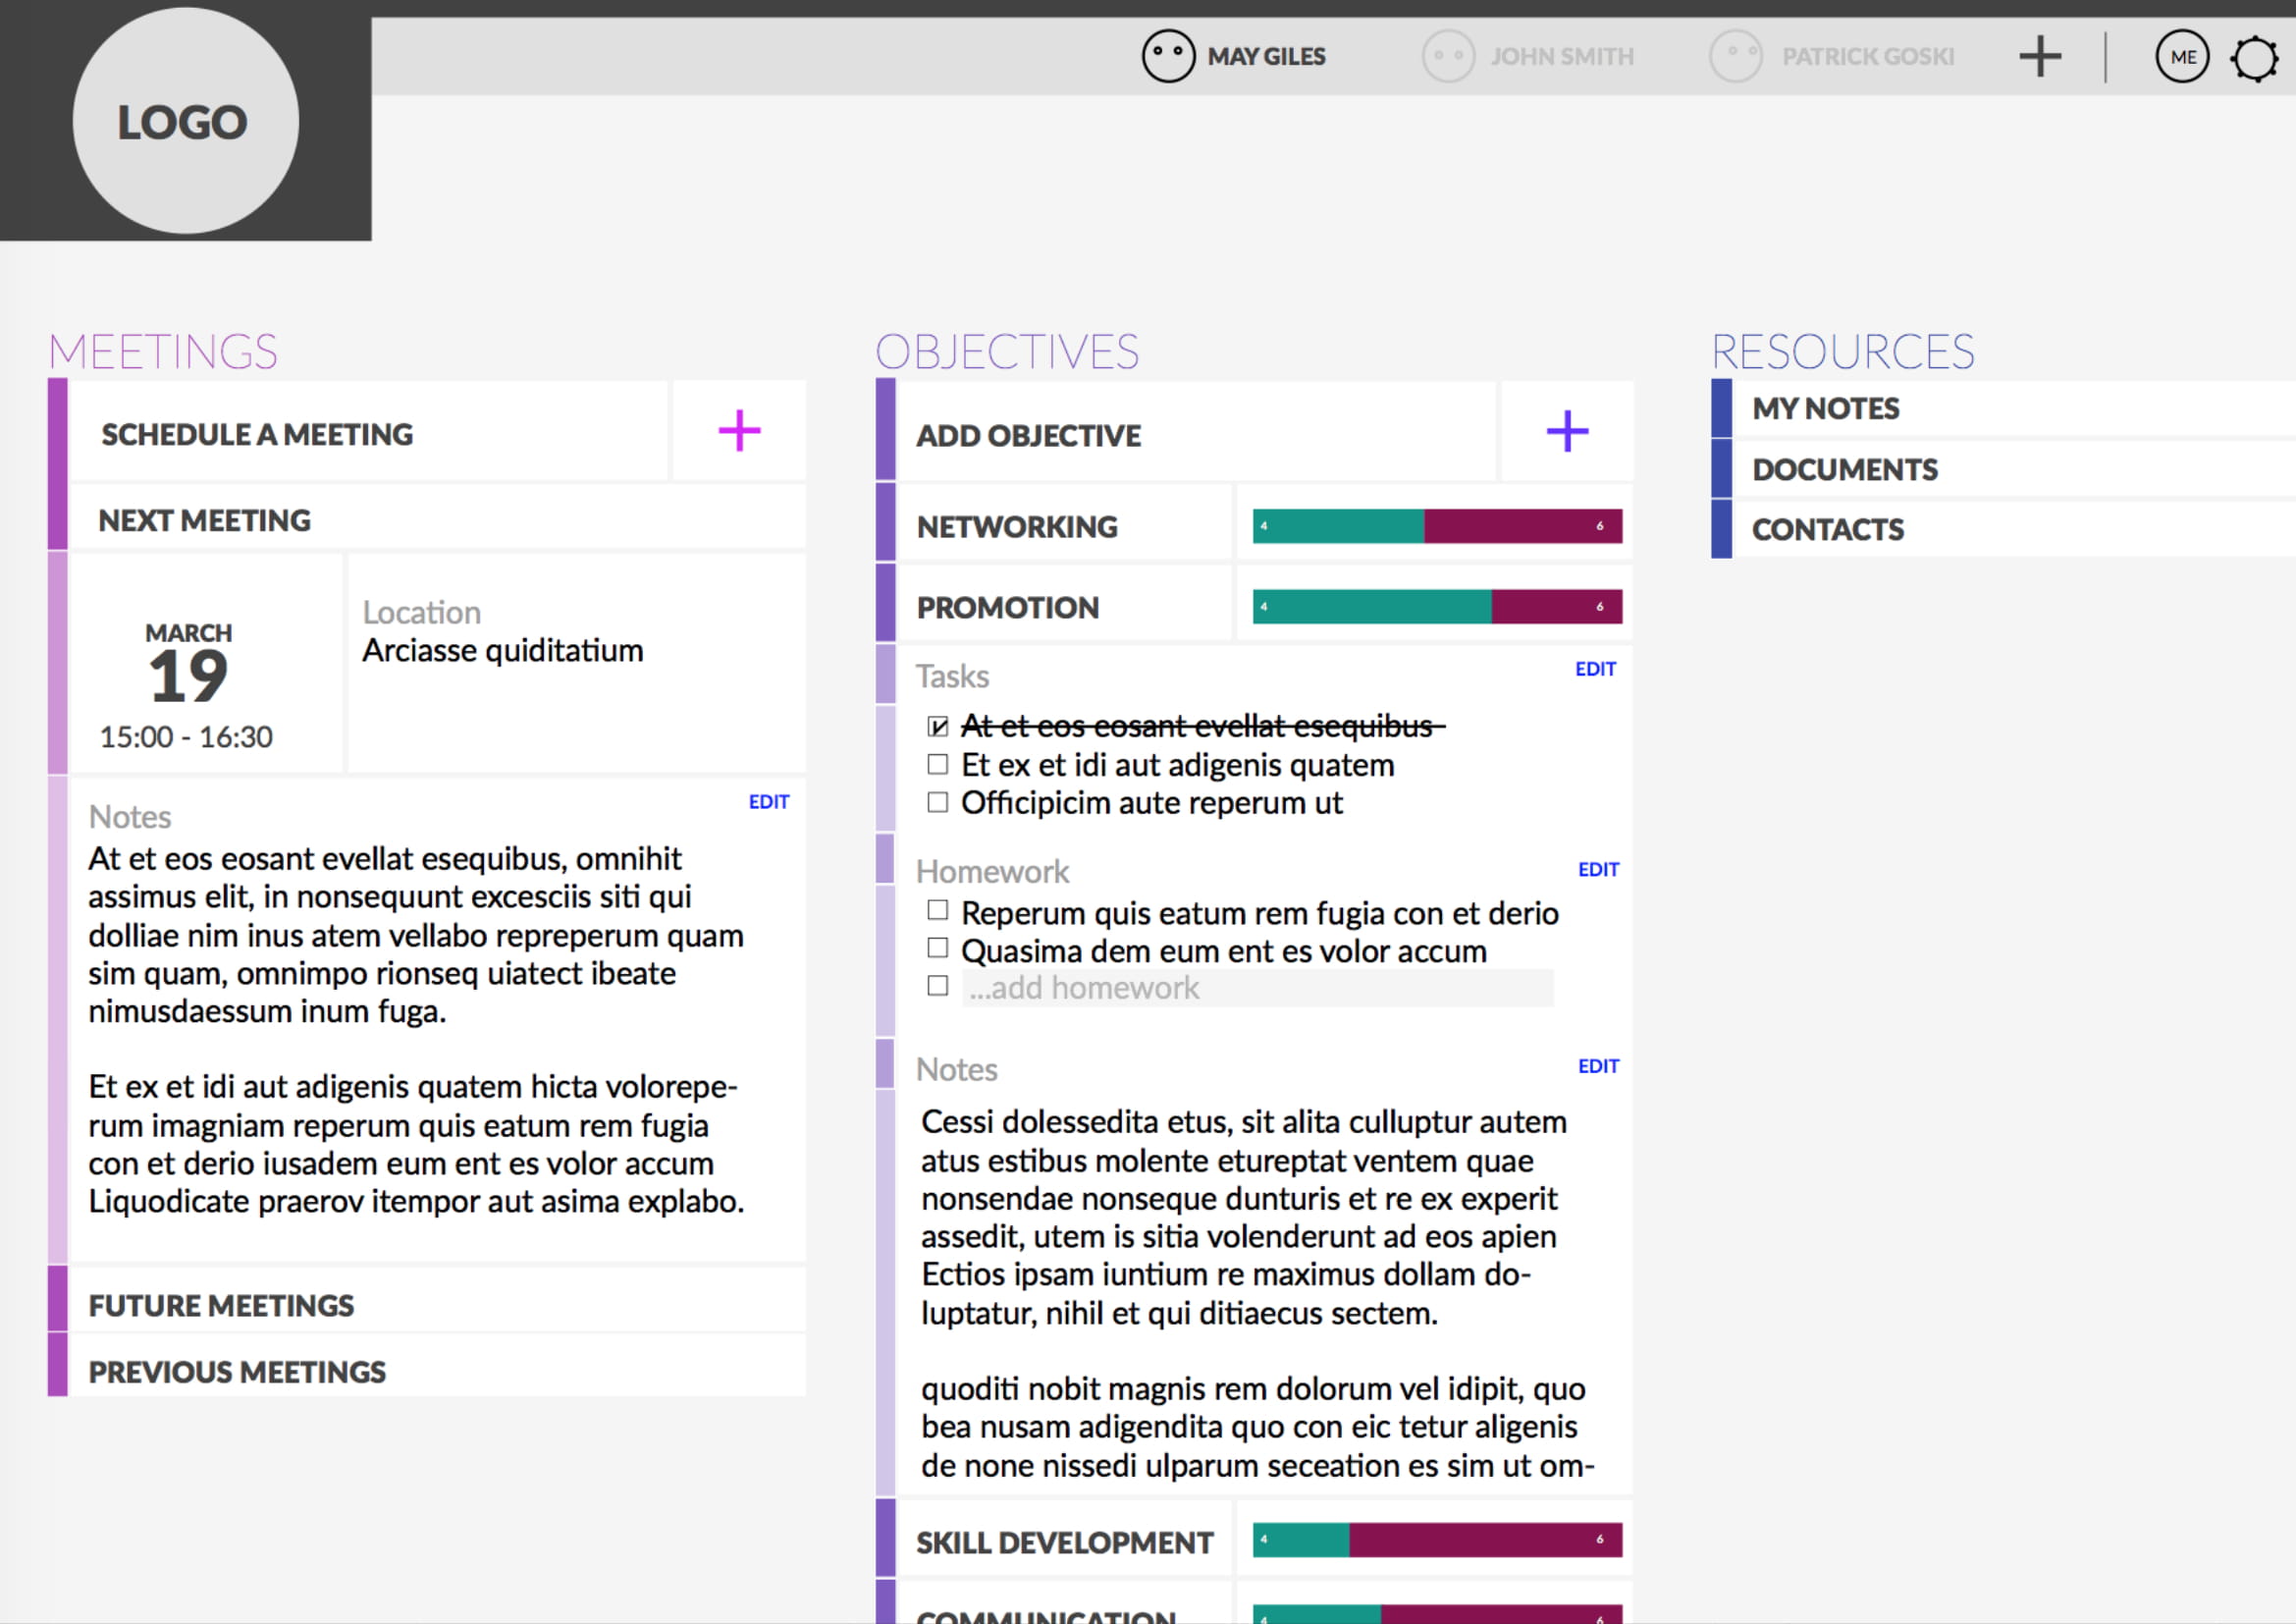 LOGO
MAY GILES
JOHN SMITH
PATRICK GOSKI
ME
MEETINGS
SCHEDULE A MEETING
NEXT MEETING
MARCH
19
15:00 - 16:30
Location
Arciasse quiditatium
Notes
EDIT
At et eos eosant evellat esequibus, omnihit
assimus elit, in nonsequunt excesciis siti qui
dolliae nim inus atem vellabo repreperum quam
sim quam, omnimpo rionseq uiatect ibeate
nimusdaessum inum fuga.
Et ex et idi aut adigenis quatem hicta volorepe-
rum imagniam reperum quis eatum rem fugia
con et derio iusadem eum ent es volor accum
Liquodicate praerov itempor aut asima explabo.
FUTURE MEETINGS
PREVIOUS MEETINGS
OBJECTIVES
ADD OBJECTIVE
NETWORKING
4 6
PROMOTION
4 6
Tasks
EDIT
At et eos eosant evellat esequibus
Et ex et idi aut adigenis quatem
Officipicim aute reperum ut
Homework
EDIT
Reperum quis eatum rem fugia con et derio
Quasima dem eum ent es volor accum
...add homework
Notes
EDIT
Cessi dolessedita etus, sit alita culluptur autem
atus estibus molente etureptat ventem quae
nonsendae nonseque dunturis et re ex experit
assedit, utem is sitia volenderunt ad eos apien
Ectios ipsam iuntium re maximus dollam do-
luptatur, nihil et qui ditiaecus sectem.
quoditi nobit magnis rem dolorum vel idipit, quo
bea nusam adigendita quo con eic tetur aligenis
de none nissedi ulparum seceation es sim ut om-
SKILL DEVELOPMENT
4 6
COMMUNICATION
4 6
RESOURCES
MY NOTES
DOCUMENTS
CONTACTS